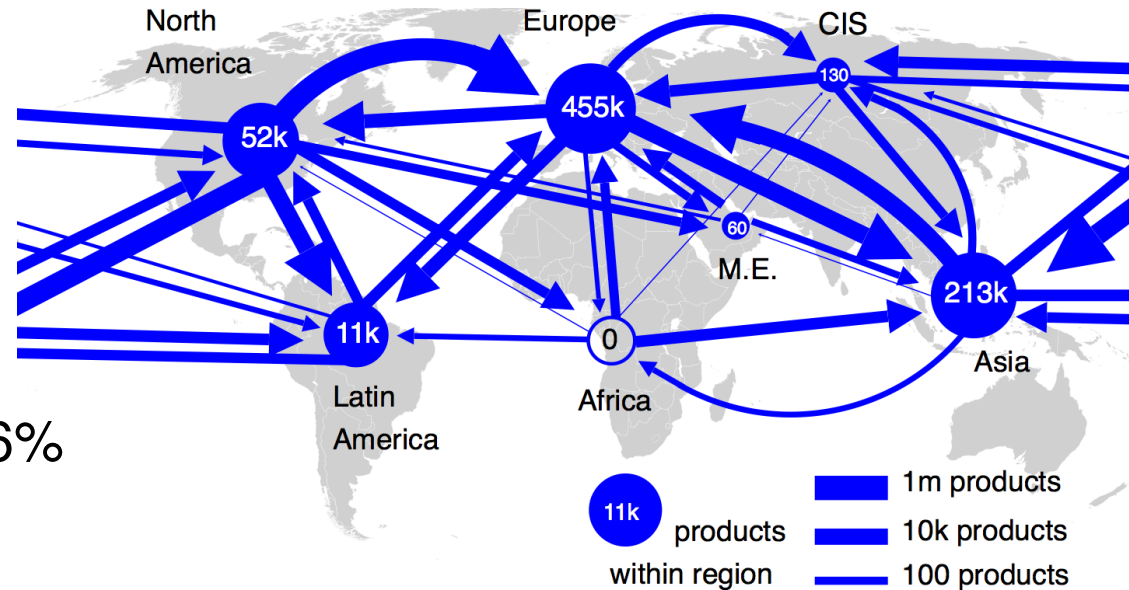 North
America
Europe
CIS
130
455k
52k
60
M.E.
213k
11k
0
Asia
Latin
America
Africa
6%
11k
products
within region
1m products
10k products
100 products